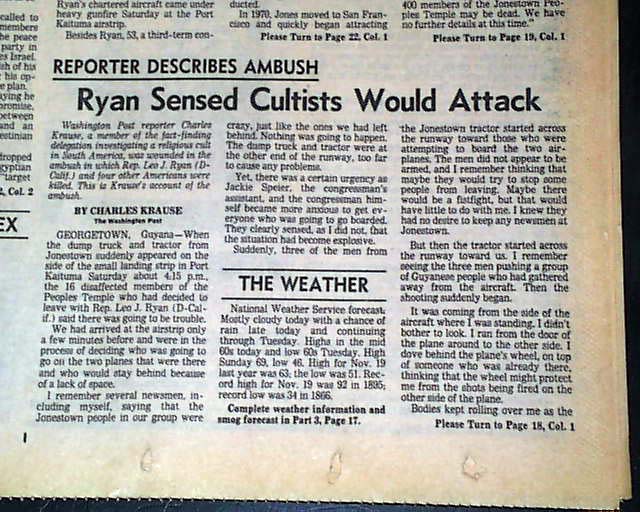 Ryan's chartered aircraft came under
heavy gunfire Saturday at the Port
Kaituma airstrip.
Besides Ryan, 53, a third-term con-
ducted.
In 1970, Jones moved to San Fran-
cisco and quickly began attracting
Please Turn to Page 22, Col. 1
400 members of the Jonestown Peo-
ples Temple may be dead. We have
no further details at this time."
Please Turn to Page 19, Col. 1
called to
members
he peace
party in
es Israel.
sh of his
his op-
e plan.
aying he
promise.
between
and an
estinian
dropped
gyptian
"target
2, Col. 2
EX
REPORTER DESCRIBES AMBUSH
Ryan Sensed Cultists Would Attack
Washington Post reporter Charles
Krause, a member of the fact-finding
delegation investigating a religious cult
in South America, was wounded in the
ambush in which Rep. Leo J. Ryan (D-
Calif.) and four other Americans were
killed. This is Krause's account of the
ambush.
BY CHARLES KRAUSE
The Washington Post
GEORGETOWN, Guyana—When
the dump truck and tractor from
Jonestown suddenly appeared on the
side of the small landing strip in Port
Kaituma Saturday about 4:15 p.m.,
the 16 disaffected members of the
Peoples Temple who had decided to
leave with Rep. Leo J. Ryan (D-Cal-
if.) said there was going to be trouble.
We had arrived at the airstrip only
a few minutes before and were in the
process of deciding who was going to
go on the two planes that were there
and who would stay behind because
of a lack of space.
I remember several newsmen, in-
cluding myself, saying that the
Jonestown people in our group were
crazy, just like the ones we had left
behind. Nothing was going to happen.
The dump truck and tractor were at
the other end of the runway, too far
to cause any problems.
Yet, there was a certain urgency as
Jackie Speier, the congressman's
assistant, and the congressman him-
self became more anxious to get ev-
eryone who was going to go boarded.
They clearly sensed, as I did not, that
the situation had become explosive.
Suddenly, three of the men from
THE WEATHER
National Weather Service forecast:
Mostly cloudy today with a chance of
rain late today and continuing
through Tuesday. Highs in the mid
60s today and low 60s Tuesday. High
Sunday 69, low 46. High for Nov. 19
last year was 63; the low was 51. Rec-
ord high for Nov. 19 was 92 in 1895;
record low was 34 in 1866.
Complete weather information and
smog forecast in Part 3, Page 17.
the Jonestown tractor started across
the runway toward those who were
attempting to board the two air-
planes. The men did not appear to be
armed, and I remember thinking that
maybe they would try to stop some
people from leaving. Maybe there
would be a fistfight, but that would
have little to do with me. I knew they
had no desire to keep any newsmen at
Jonestown.
But then the tractor started across
the runway toward us. I remember
seeing the three men pushing a group
of Guyanese people who had gathered
away from the aircraft. Then the
shooting suddenly began.
It was coming from the side of the
aircraft where I was standing. I didn't
bother to look. I ran from the door of
the plane around to the other side. I
dove behind the plane's wheel, on top
of someone who was already there,
thinking that the wheel might protect
me from the shots being fired on the
other side of the plane.
Bodies kept rolling over me as the
Please Turn to Page 18, Col. 1